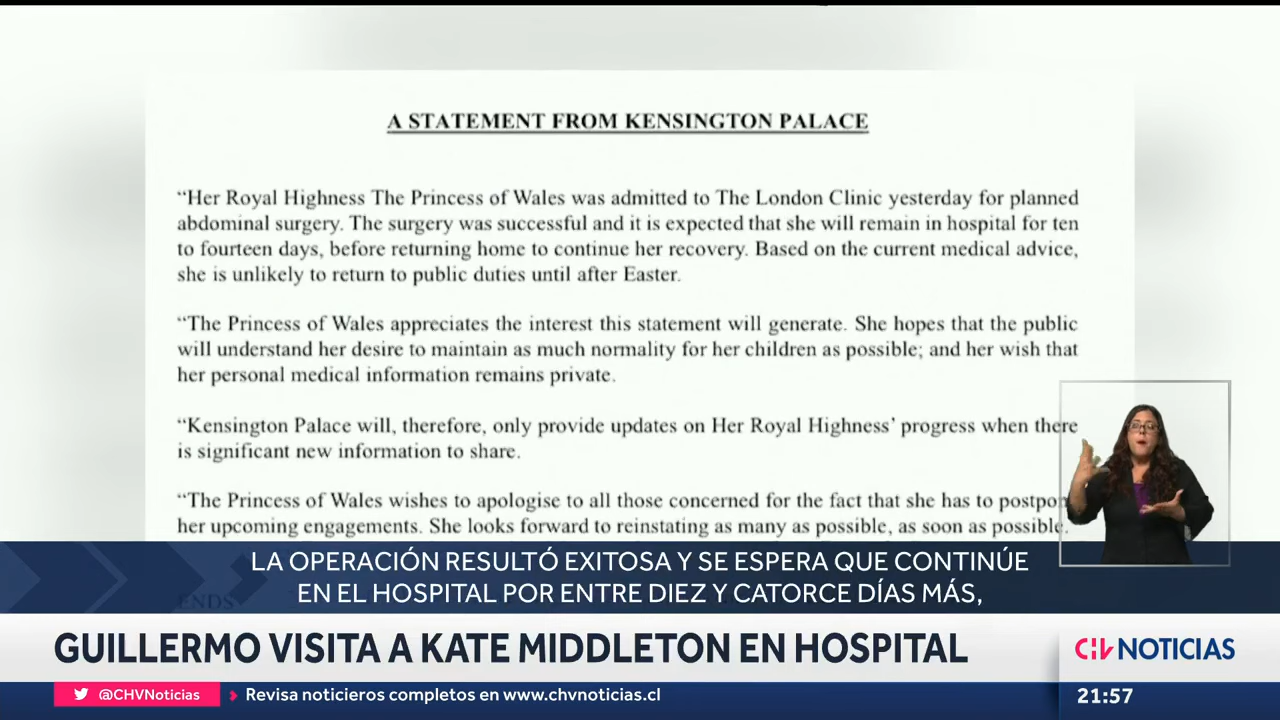 A STATEMENT FROM KENSINGTON PALACE
“Her Royal Highness The Princess of Wales was admitted to The London Clinic yesterday for planned
abdominal surgery. The surgery was successful and it is expected that she will remain in hospital for ten
to fourteen days, before returning home to continue her recovery. Based on the current medical advice,
she is unlikely to return to public duties until after Easter.
“The Princess of Wales appreciates the interest this statement will generate. She hopes that the public
will understand her desire to maintain as much normality for her children as possible; and her wish that
her personal medical information remains private.
“Kensington Palace will, therefore, only provide updates on Her Royal Highness’ progress when there
is significant new information to share.
“The Princess of Wales wishes to apologise to all those concerned for the fact that she has to postpon
her upcoming engagements. She looks forward to reinstating as many as possible, as soon as possible.
LA OPERACIÓN RESULTÓ EXITOSA Y SE ESPERA QUE CONTINÚE
EN EL HOSPITAL POR ENTRE DIEZ Y CATORCE DÍAS MÁS,
ENDS
GUILLERMO VISITA A KATE MIDDLETON EN HOSPITAL
CHV NOTICIAS
@CHVNoticias
Revisa noticieros completos en www.chvnoticias.cl
21:57